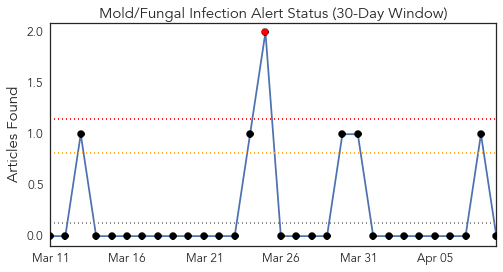 Mold/Fungal Infection Alert Status (30-Day Window)
Articles Found
2.0
1.5
1.0
0.5
0.0
Mar 11 Mar 16 Mar 21 Mar 26 Mar 31 Apr 05